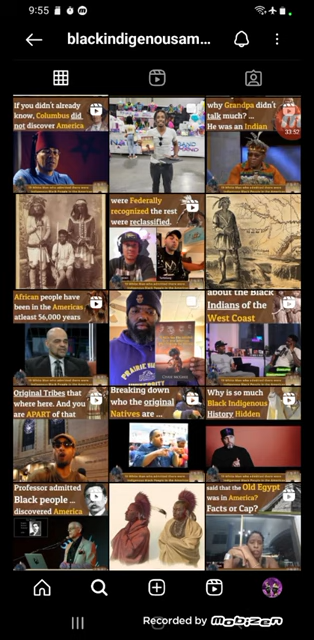 9:55
blackindigenousam...
If you didn't already
know, Columbus did
not discover America
why Grandpa didn't
talk much? ...
He was an Indian
33:52
were Federally
recognized the rest
were reclassified.
African people have
been in the Americas
atleast 56,000 years
about the Black
Indians of the
West Coast
Original Tribes that
where here. And you
are APART of that
Breaking down
who the original
Natives are ...
Why is so much
Black Indigenous
History Hidden
Professor admitted
Black people ...
discovered America
said that the Old Egypt
was in America?
Facts or Cap?
Recorded by Mobizen